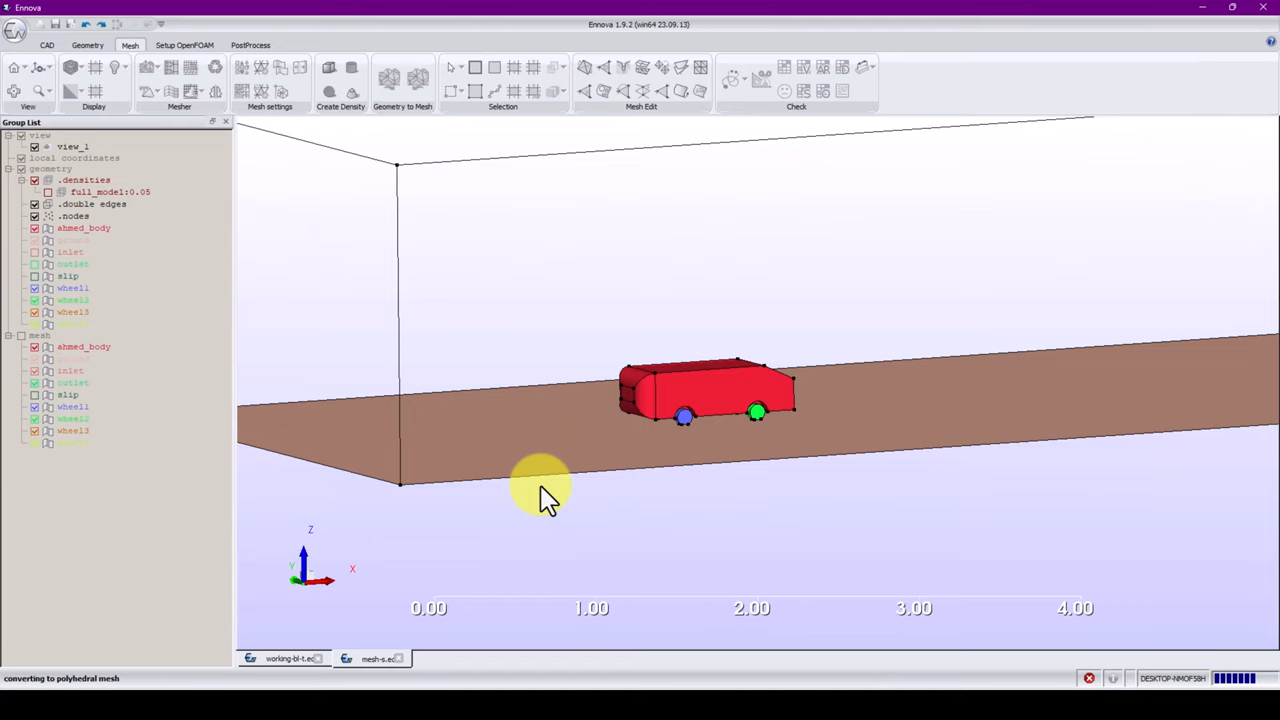 Ennova
Ennova 1.9.2 (win64 23.09.13)
CAD Geometry Mesh Setup OpenFOAM PostProcess
View Display Mesher Mesh settings Create Density Geometry to Mesh Selection Mesh Edit Check
Group List
view
view_1
local coordinates
geometry
.densities
full_model:0.05
.double edges
.nodes
ahmed_body
ground
inlet
outlet
slip
wheel1
wheel2
wheel3
mesh
ahmed_body
ground
inlet
outlet
slip
wheel1
wheel2
wheel3
Z
Y
X
0.00 1.00 2.00 3.00 4.00
working-bl-t.ec mesh-s.ec
converting to polyhedral mesh
DESKTOP-NMOF58H